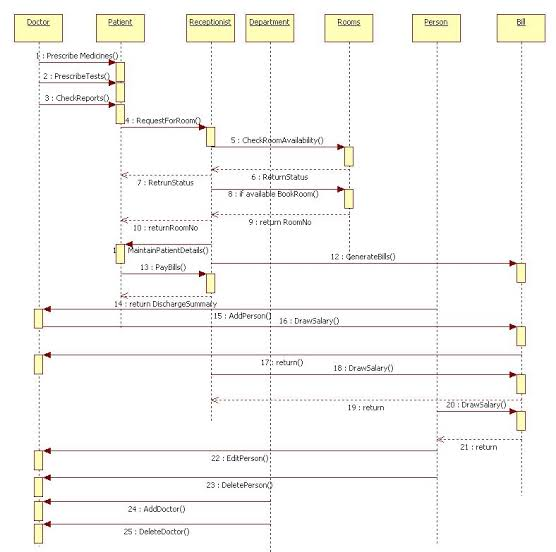 Doctor
Patient
Receptionist
Department
Rooms
Person
Bill
1 : Prescribe Medicines()
2 : PrescribeTests()
3 : CheckReports()
4 : RequestForRoom()
5 : CheckRoomAvailability()
6 : ReturnStatus
7 : RetrunStatus
8 : if available BookRoom()
9 : return RoomNo
10 : returnRoomNo
MaintainPatientDetails()
12 : GenerateBills()
13 : PayBills()
14 : return DischargeSummary
15 : AddPerson()
16 : DrawSalary()
17 : return()
18 : DrawSalary()
19 : return
20 : DrawSalary()
21 : return
22 : EditPerson()
23 : DeletePerson()
24 : AddDoctor()
25 : DeleteDoctor()